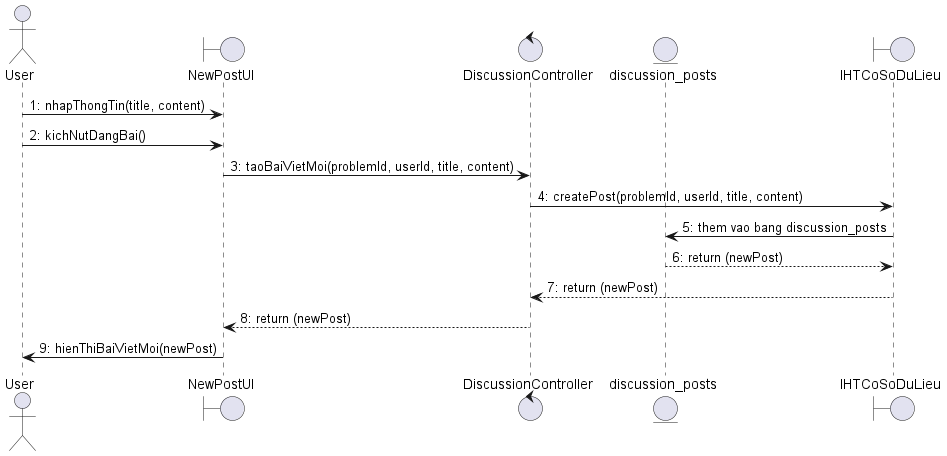 User
NewPostUI
DiscussionController
discussion_posts
IHTCoSoDuLieu
1: nhapThongTin(title, content)
2: kichNutDangBai()
3: taoBaiVietMoi(problemId, userId, title, content)
4: createPost(problemId, userId, title, content)
5: them vao bang discussion_posts
6: return (newPost)
7: return (newPost)
8: return (newPost)
9: hienThiBaiVietMoi(newPost)
User
NewPostUI
DiscussionController
discussion_posts
IHTCoSoDuLieu